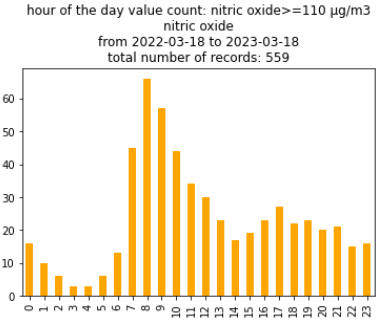 hour of the day value count: nitric oxide>=110 µg/m3
nitric oxide
from 2022-03-18 to 2023-03-18
total number of records: 559
60
50
40
30
20
10
0
0 1 2 3 4 5 6 7 8 9 10 11 12 13 14 15 16 17 18 19 20 21 22 23